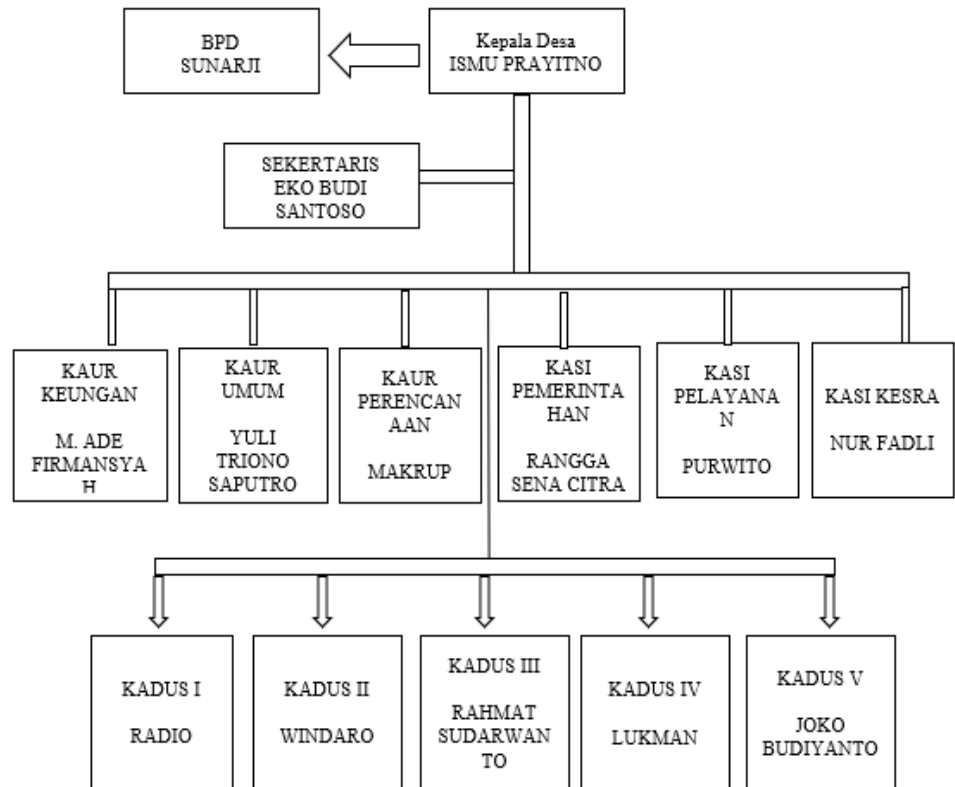 BPD
SUNARJI
Kepala Desa
ISMU PRAYITNO
SEKERTARIS
EKO BUDI
SANTOSO
KAUR
KEUNGAN
M. ADE
FIRMANSYA
H
KAUR
UMUM
YULI
TRIONO
SAPUTRO
KAUR
PERENCAN
AAN
MAKRUP
KASI
PEMERINTA
HAN
RANGGA
SENA CITRA
KASI
PELAYANA
N
PURWITO
KASI KESRA
NUR FADLI
KADUS I
RADIO
KADUS II
WINDARO
KADUS III
RAHMAT
SUDARWAN
TO
KADUS IV
LUKMAN
KADUS V
JOKO
BUDIYANTO